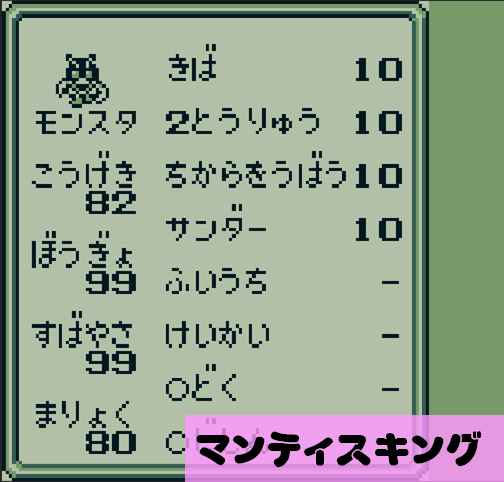 きば 10
モンスタ 2とうりゅう 10
こうげき 82 ちからをうばう 10
サンダー 10
ぼうぎょ 99 ふいうち -
すばやさ 99 けいかい -
○どく -
まりょく 80 ○
マンティスキング